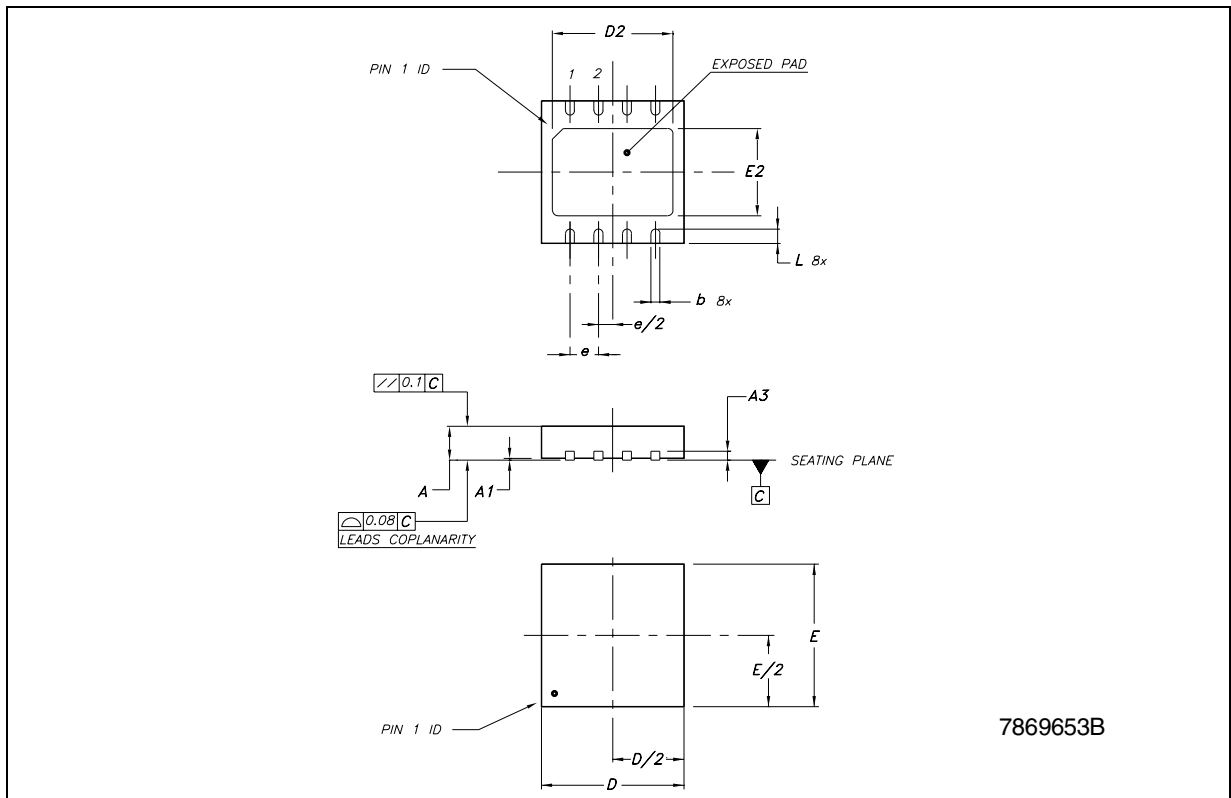 D2
PIN 1 ID
1 2
EXPOSED PAD
E2
L 8x
b 8x
e/2
e
// 0.1 C
A3
SEATING PLANE
A
A1
C
⌓ 0.08 C
LEADS COPLANARITY
E
E/2
PIN 1 ID
7869653B
D/2
D